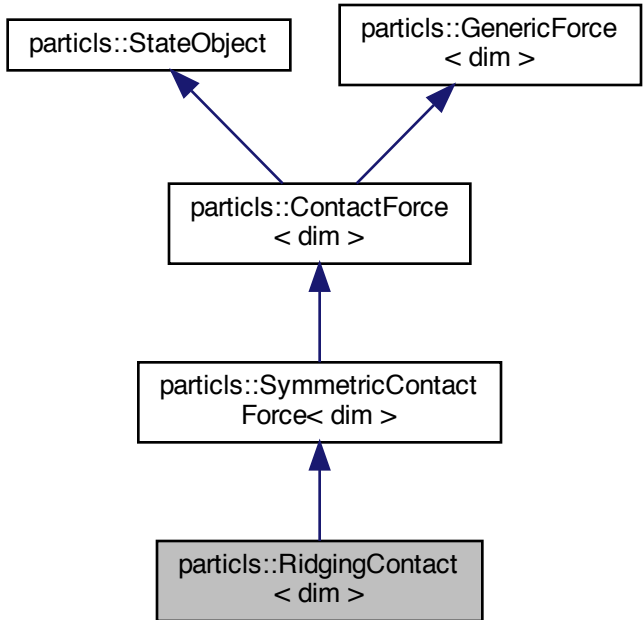 particls::StateObject
particls::GenericForce
< dim >
particls::ContactForce
< dim >
particls::SymmetricContact
Force< dim >
particls::RidgingContact
< dim >